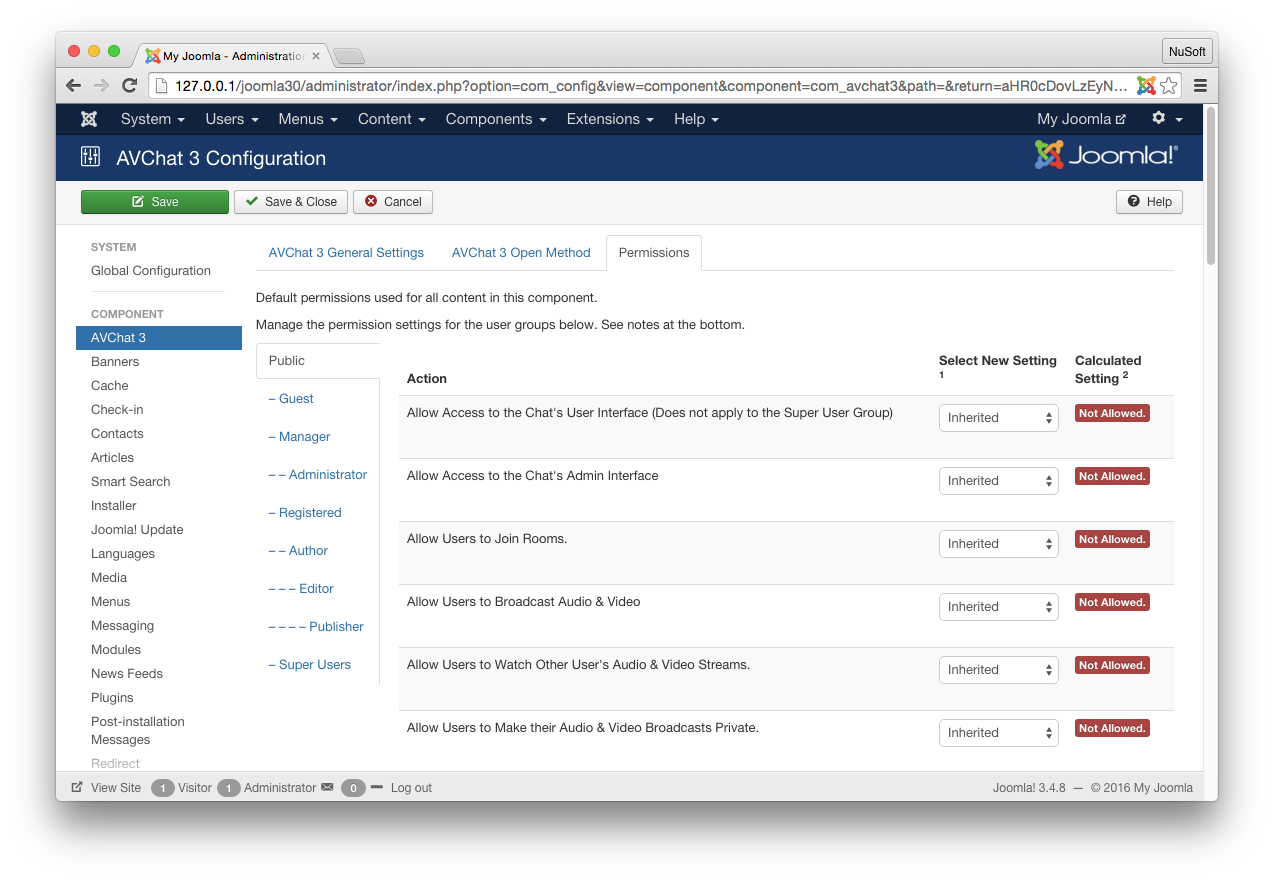 My Joomla - Administration
NuSoft
127.0.0.1/joomla30/administrator/index.php?option=com_config&view=component&component=com_avchat3&path=&return=aHR0cDovLzEyN...
System Users Menus Content Components Extensions Help My Joomla
AVChat 3 Configuration
Joomla!®
Save Save & Close Cancel Help
SYSTEM
Global Configuration
COMPONENT
AVChat 3
Banners
Cache
Check-in
Contacts
Articles
Smart Search
Installer
Joomla! Update
Languages
Media
Menus
Messaging
Modules
News Feeds
Plugins
Post-installation
Messages
Redirect
AVChat 3 General Settings AVChat 3 Open Method Permissions
Default permissions used for all content in this component.
Manage the permission settings for the user groups below. See notes at the bottom.
Public
– Guest
– Manager
– – Administrator
– Registered
– – Author
– – – Editor
– – – – Publisher
– Super Users
Action Select New Setting 1 Calculated Setting 2
Allow Access to the Chat's User Interface (Does not apply to the Super User Group) Inherited Not Allowed.
Allow Access to the Chat's Admin Interface Inherited Not Allowed.
Allow Users to Join Rooms. Inherited Not Allowed.
Allow Users to Broadcast Audio & Video Inherited Not Allowed.
Allow Users to Watch Other User's Audio & Video Streams. Inherited Not Allowed.
Allow Users to Make their Audio & Video Broadcasts Private. Inherited Not Allowed.
View Site 1 Visitor 1 Administrator 0 Log out Joomla! 3.4.8 — © 2016 My Joomla